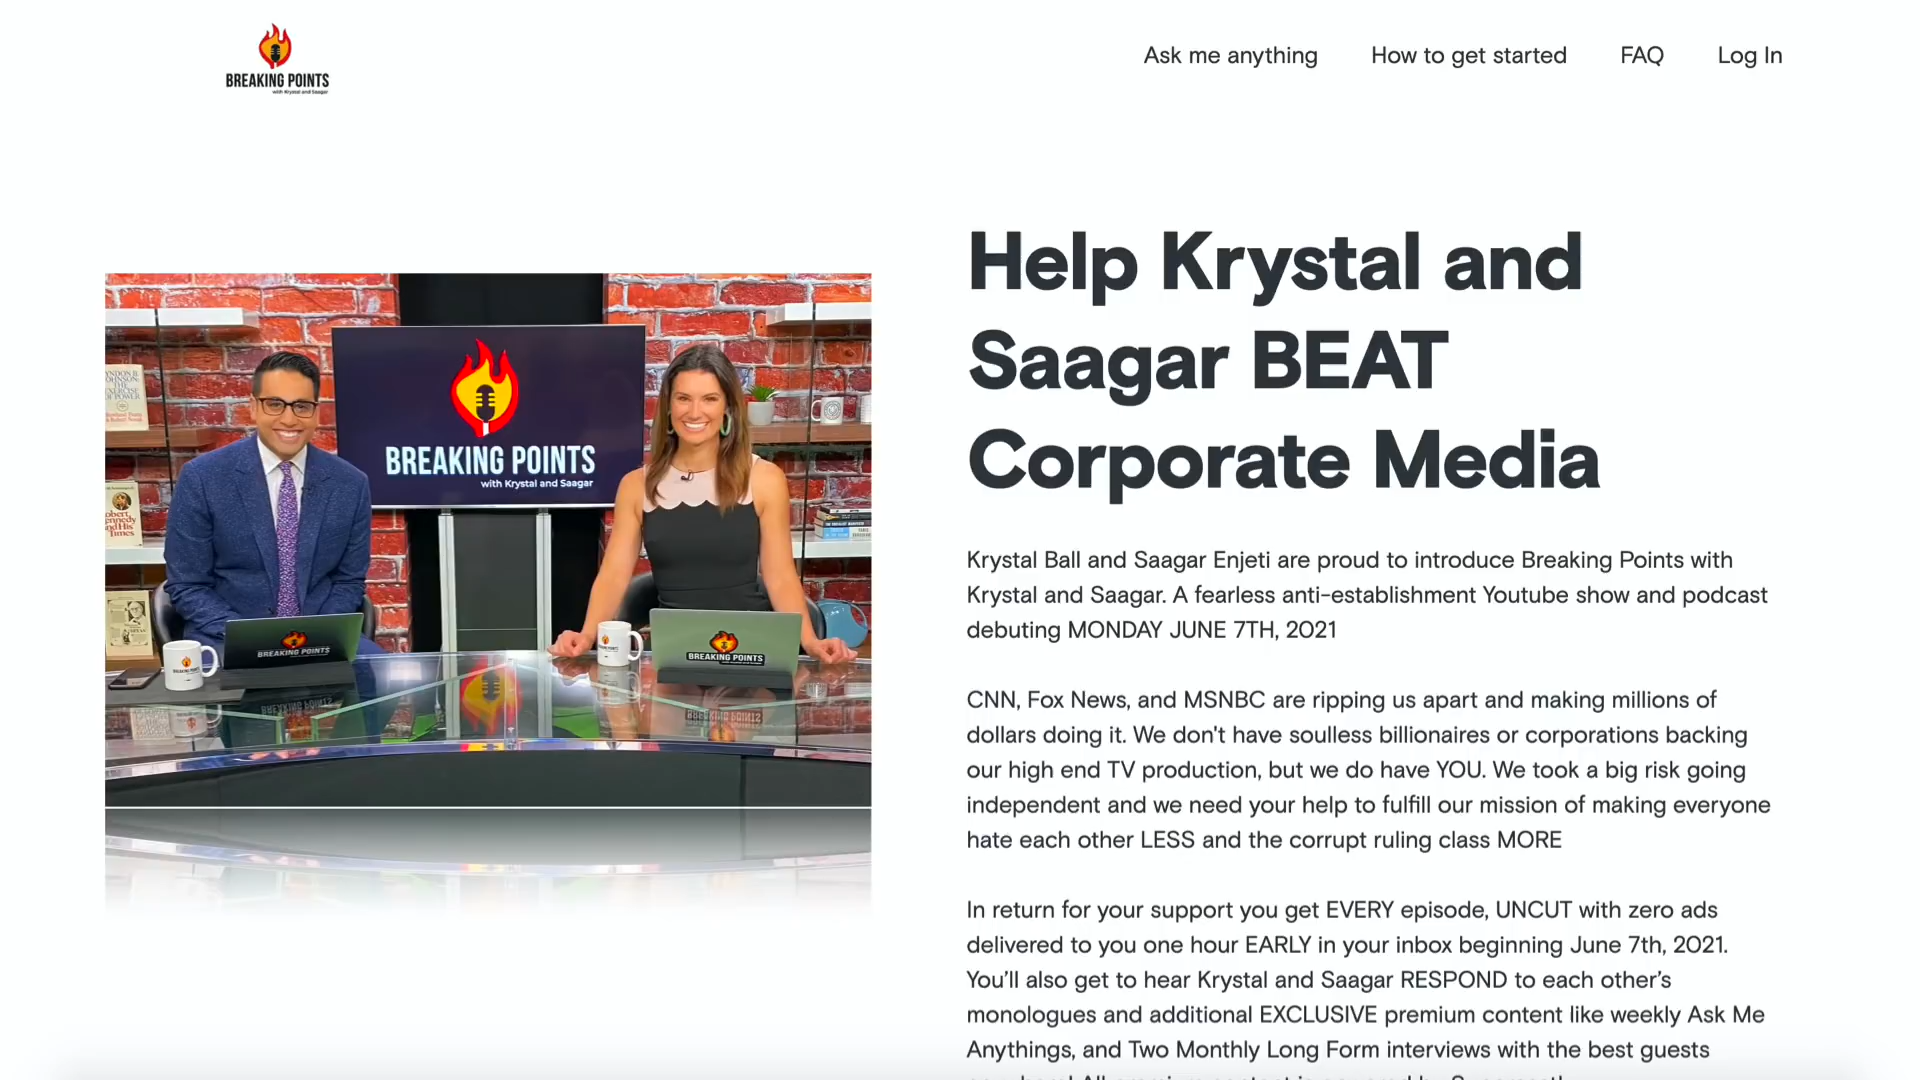 BREAKING POINTS
with Krystal and Saagar
Ask me anything
How to get started
FAQ
Log In
BREAKING POINTS
with Krystal and Saagar
BREAKING POINTS
BREAKING POINTS
Help Krystal and
Saagar BEAT
Corporate Media
Krystal Ball and Saagar Enjeti are proud to introduce Breaking Points with
Krystal and Saagar. A fearless anti-establishment Youtube show and podcast
debuting MONDAY JUNE 7TH, 2021
CNN, Fox News, and MSNBC are ripping us apart and making millions of
dollars doing it. We don't have soulless billionaires or corporations backing
our high end TV production, but we do have YOU. We took a big risk going
independent and we need your help to fulfill our mission of making everyone
hate each other LESS and the corrupt ruling class MORE
In return for your support you get EVERY episode, UNCUT with zero ads
delivered to you one hour EARLY in your inbox beginning June 7th, 2021.
You’ll also get to hear Krystal and Saagar RESPOND to each other’s
monologues and additional EXCLUSIVE premium content like weekly Ask Me
Anythings, and Two Monthly Long Form interviews with the best guests